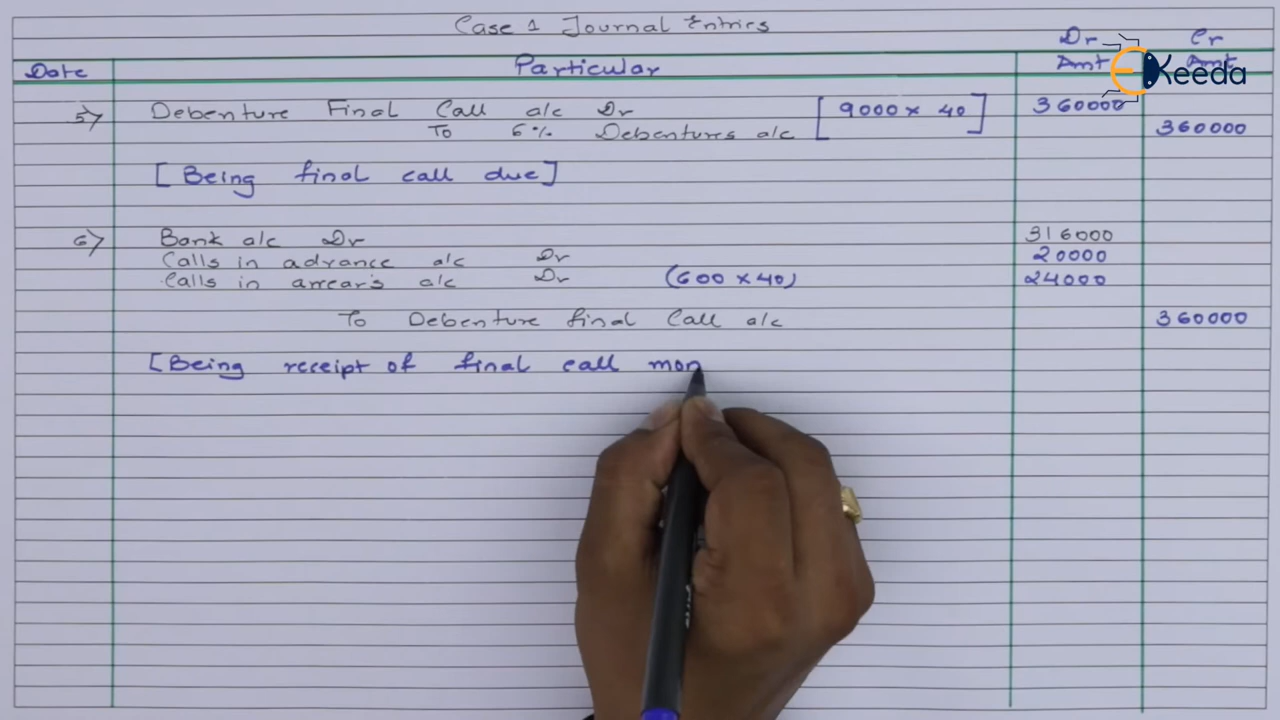 Case 1 Journal Entries
Dr Cr
Date Particular Amt Amt
EKeeda
5) Debenture Final Call a/c Dr [9000 x 40] 360000
To 6% Debentures a/c 360000
[Being final call due]
6) Bank a/c Dr 316000
Calls in advance a/c Dr 20000
Calls in arrears a/c Dr (600 x 40) 24000
To Debenture final Call a/c 360000
[Being receipt of final call mon